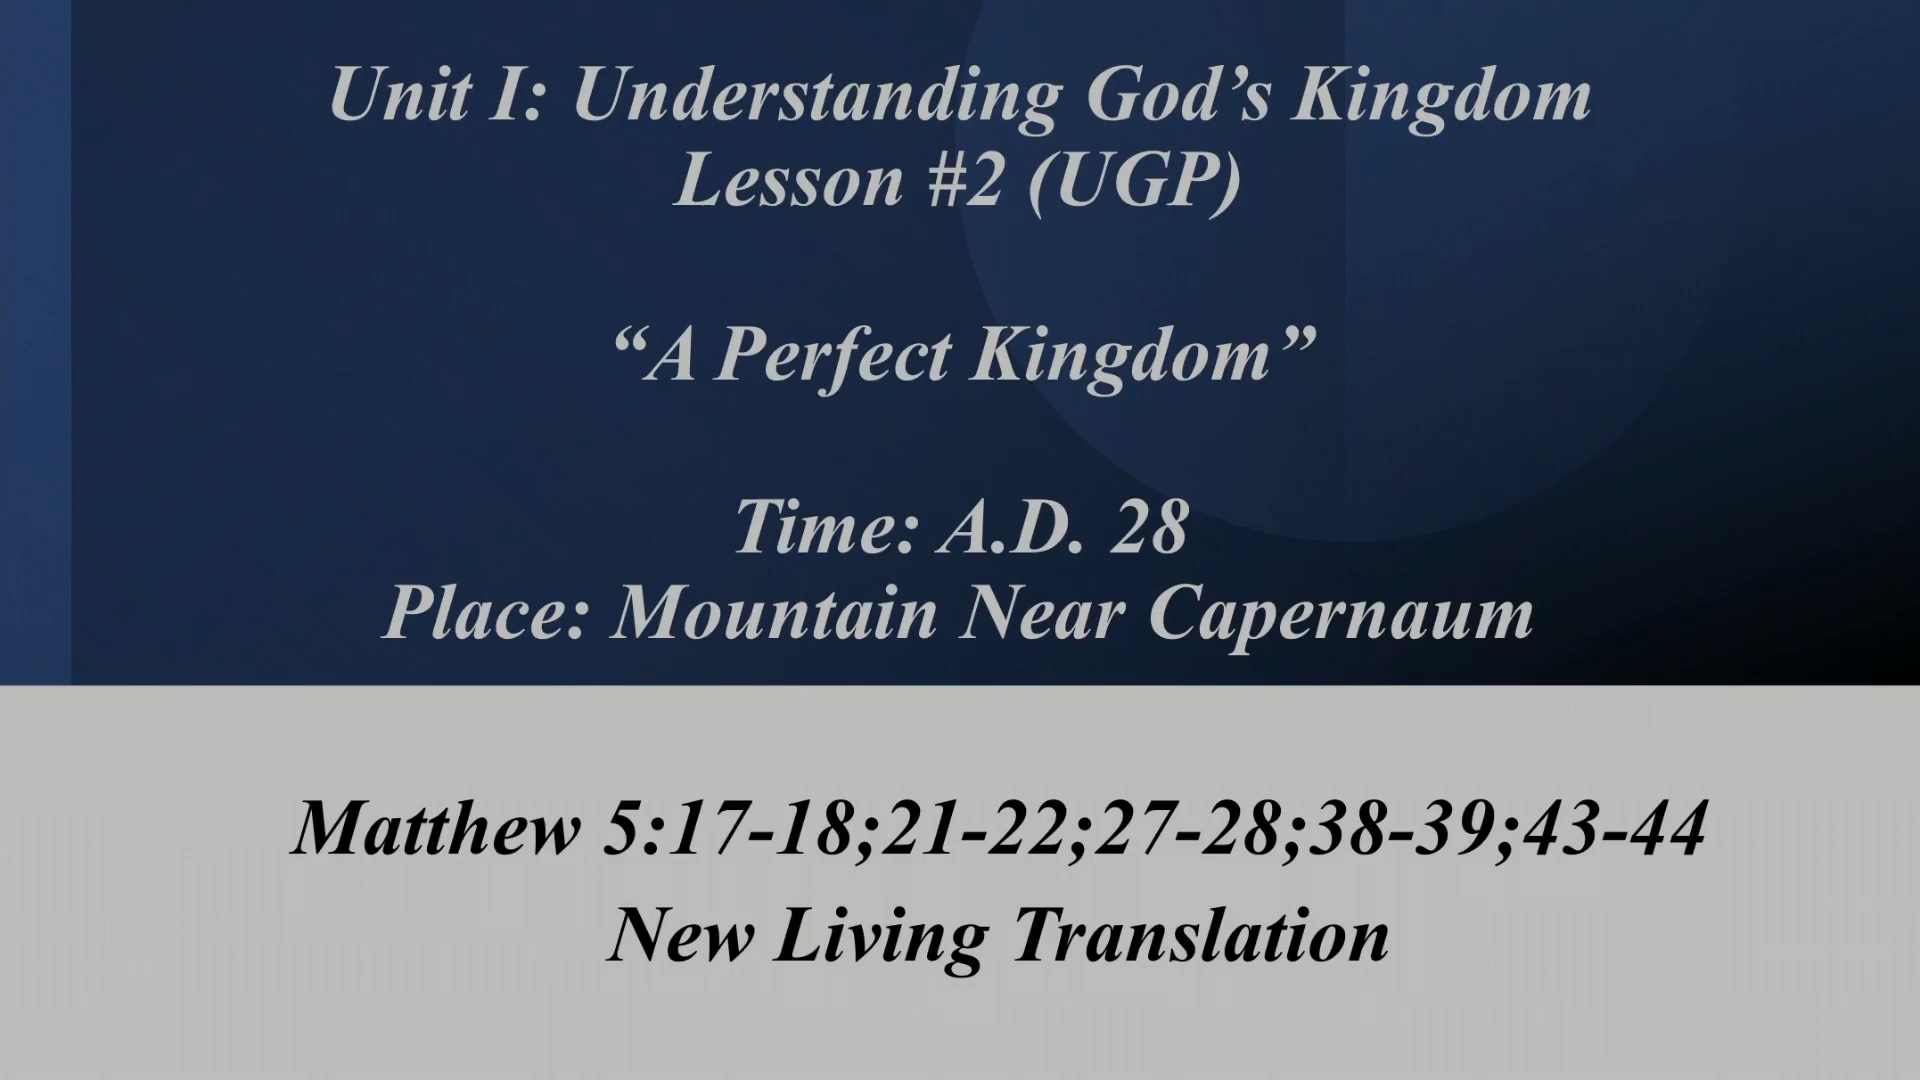 Unit I: Understanding God’s Kingdom
Lesson #2 (UGP)
“A Perfect Kingdom”
Time: A.D. 28
Place: Mountain Near Capernaum
Matthew 5:17-18;21-22;27-28;38-39;43-44
New Living Translation